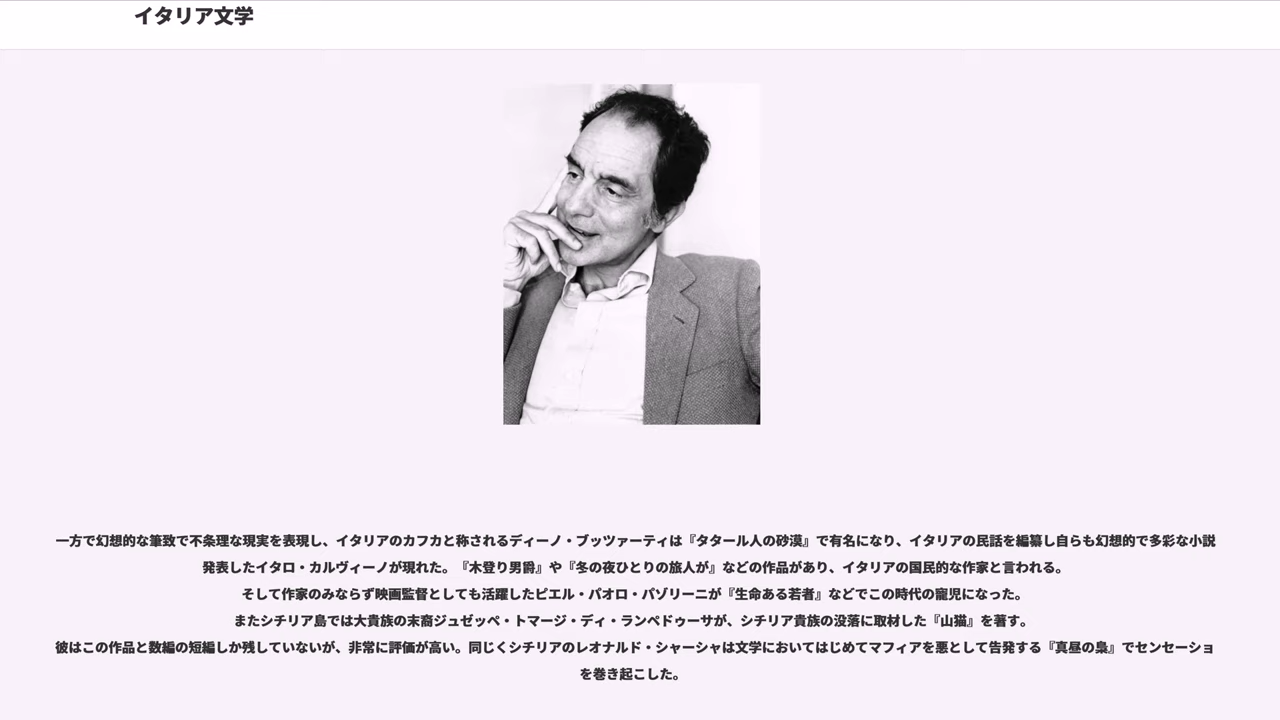 イタリア文学
一方で幻想的な筆致で不条理な現実を表現し、イタリアのカフカと称されるディーノ・ブッツァーティは『タタール人の砂漠』で有名になり、イタリアの民話を編纂し自らも幻想的で多彩な小説
発表したイタロ・カルヴィーノが現れた。『木登り男爵』や『冬の夜ひとりの旅人が』などの作品があり、イタリアの国民的な作家と言われる。
そして作家のみならず映画監督としても活躍したピエル・パオロ・パゾリーニが『生命ある若者』などでこの時代の寵児になった。
またシチリア島では大貴族の末裔ジュゼッペ・トマージ・ディ・ランペドゥーサが、シチリア貴族の没落に取材した『山猫』を著す。
彼はこの作品と数編の短編しか残していないが、非常に評価が高い。同じくシチリアのレオナルド・シャーシャは文学においてはじめてマフィアを悪として告発する『真昼の梟』でセンセーショ
を巻き起こした。